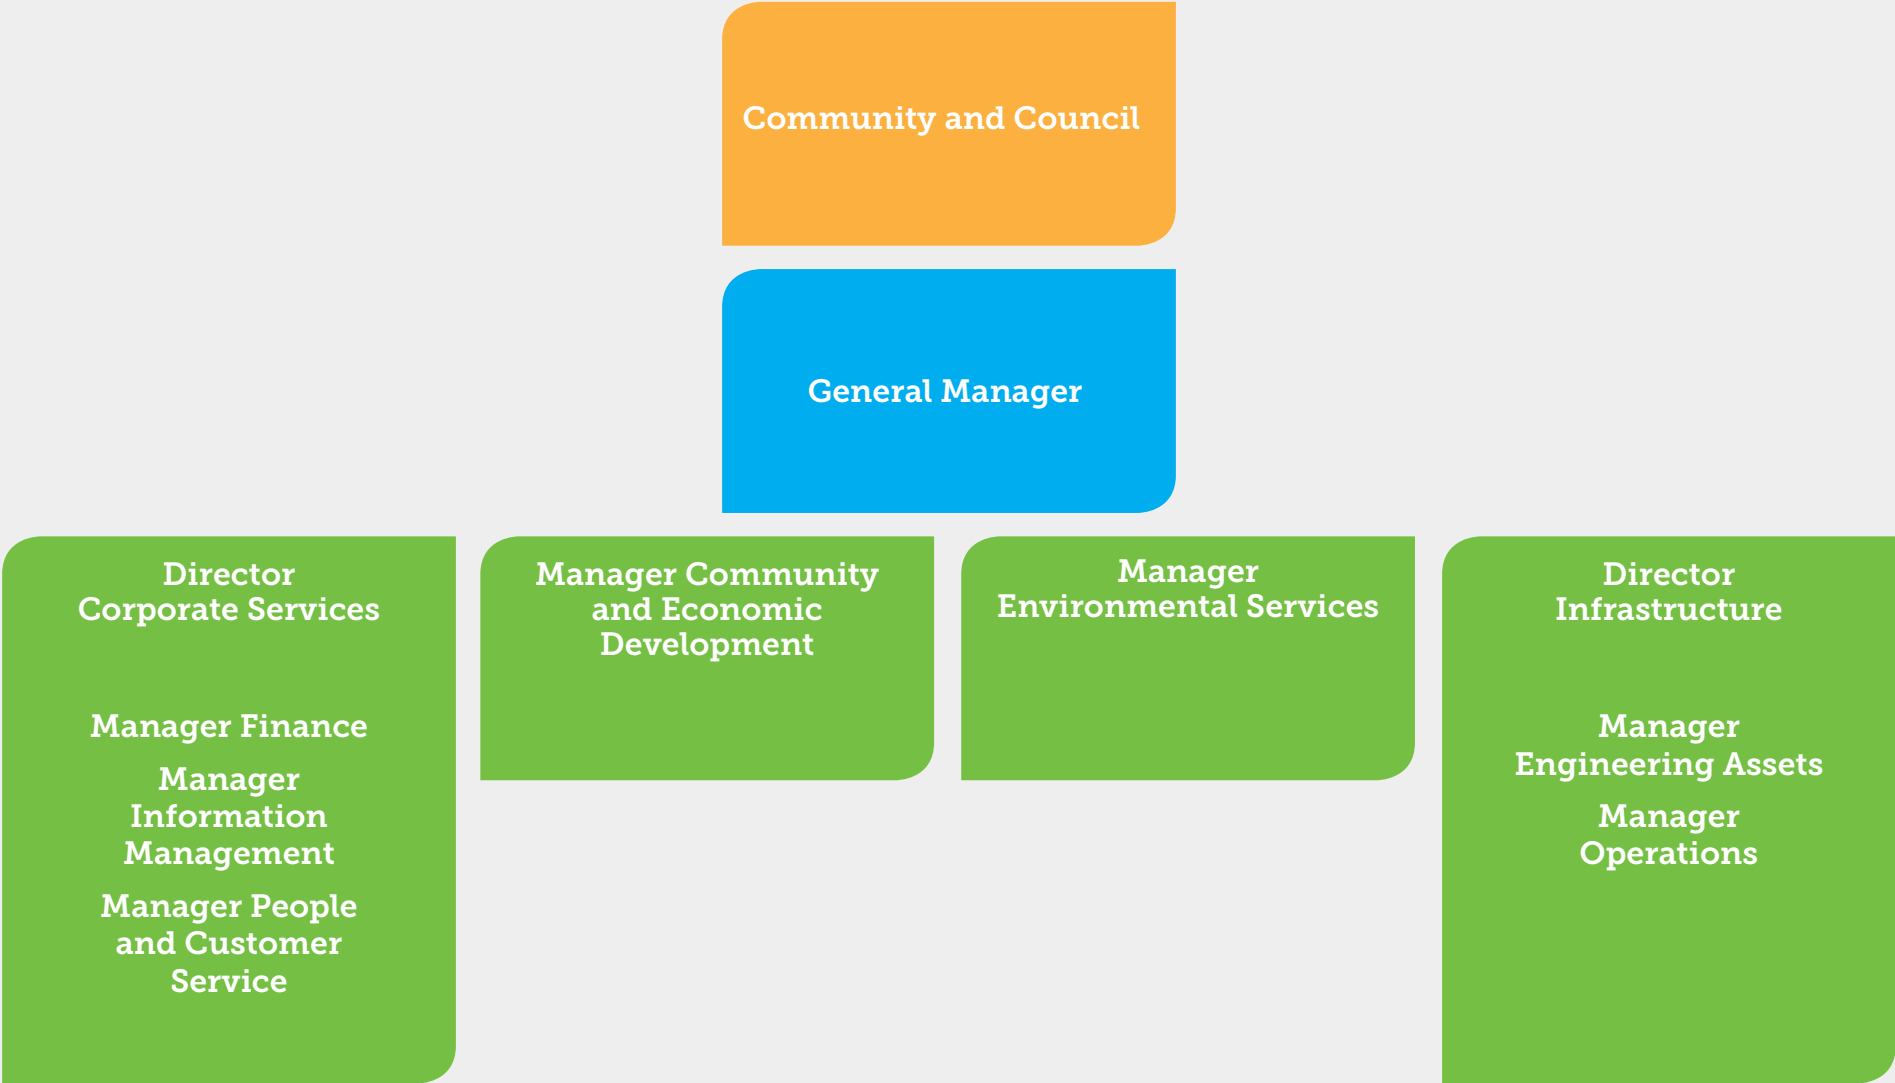 Community and Council
General Manager
Director
Corporate Services
Manager Finance
Manager
Information
Management
Manager People
and Customer
Service
Manager Community
and Economic
Development
Manager
Environmental Services
Director
Infrastructure
Manager
Engineering Assets
Manager
Operations